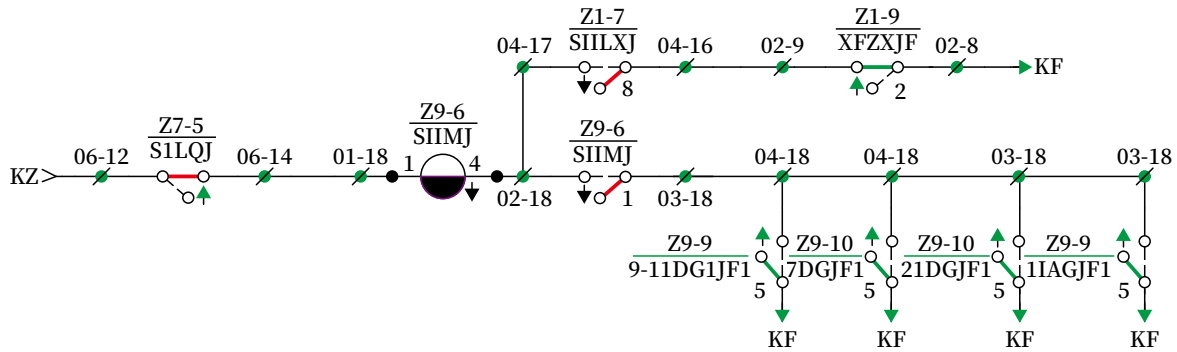 Z1-7
SIILXJ
Z1-9
XFZXJF
04-17
04-16
02-9
02-8
KF
8
2
Z7-5
S1LQJ
Z9-6
SIIMJ
Z9-6
SIIMJ
KZ
06-12
06-14
01-18
1
4
02-18
1
03-18
04-18
04-18
03-18
03-18
Z9-9
9-11DG1JF1
Z9-10
7DGJF1
Z9-10
21DGJF1
Z9-9
1IAGJF1
5
5
5
5
KF
KF
KF
KF